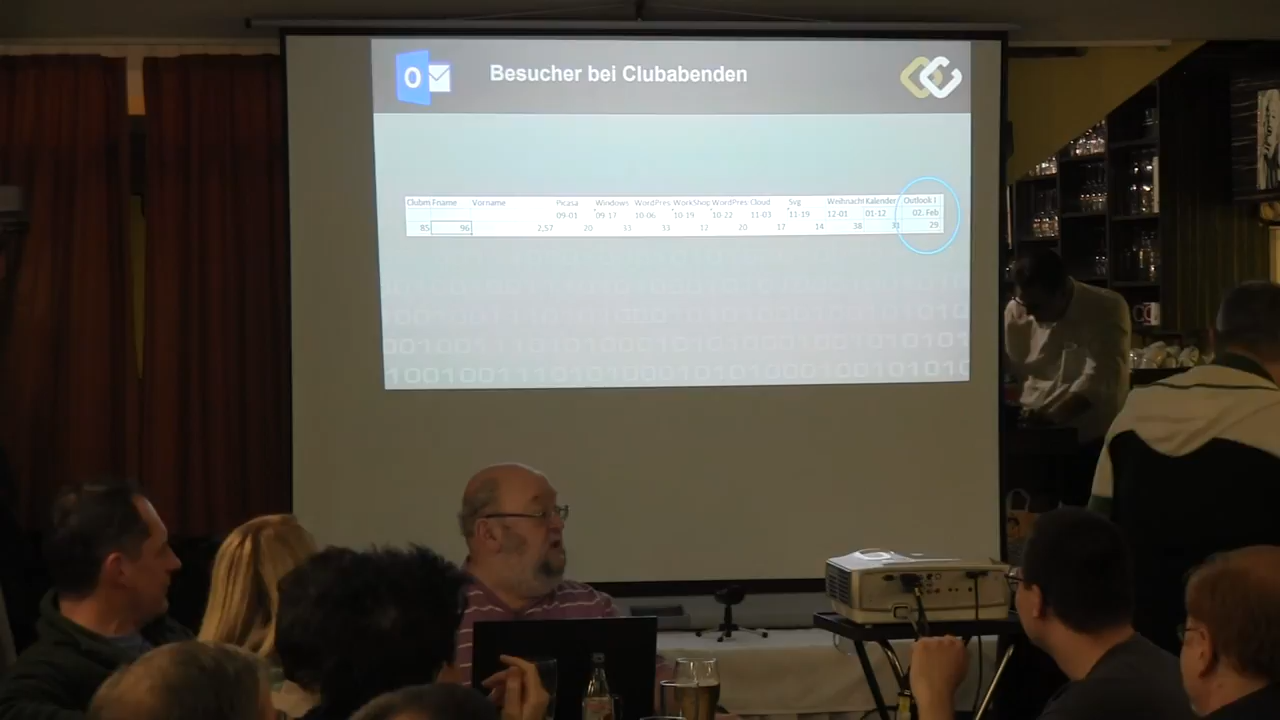 Besucher bei Clubabenden
Clubm Fname Vorname Picasa Windows WordPres WorkShop WordPres Cloud Svg Weihnacht Kalender Outlook I
09-01 09-17 10-06 10-19 10-22 11-03 11-19 12-01 01-12 02. Feb
85 96 2,57 20 33 33 12 20 17 14 38 31 29